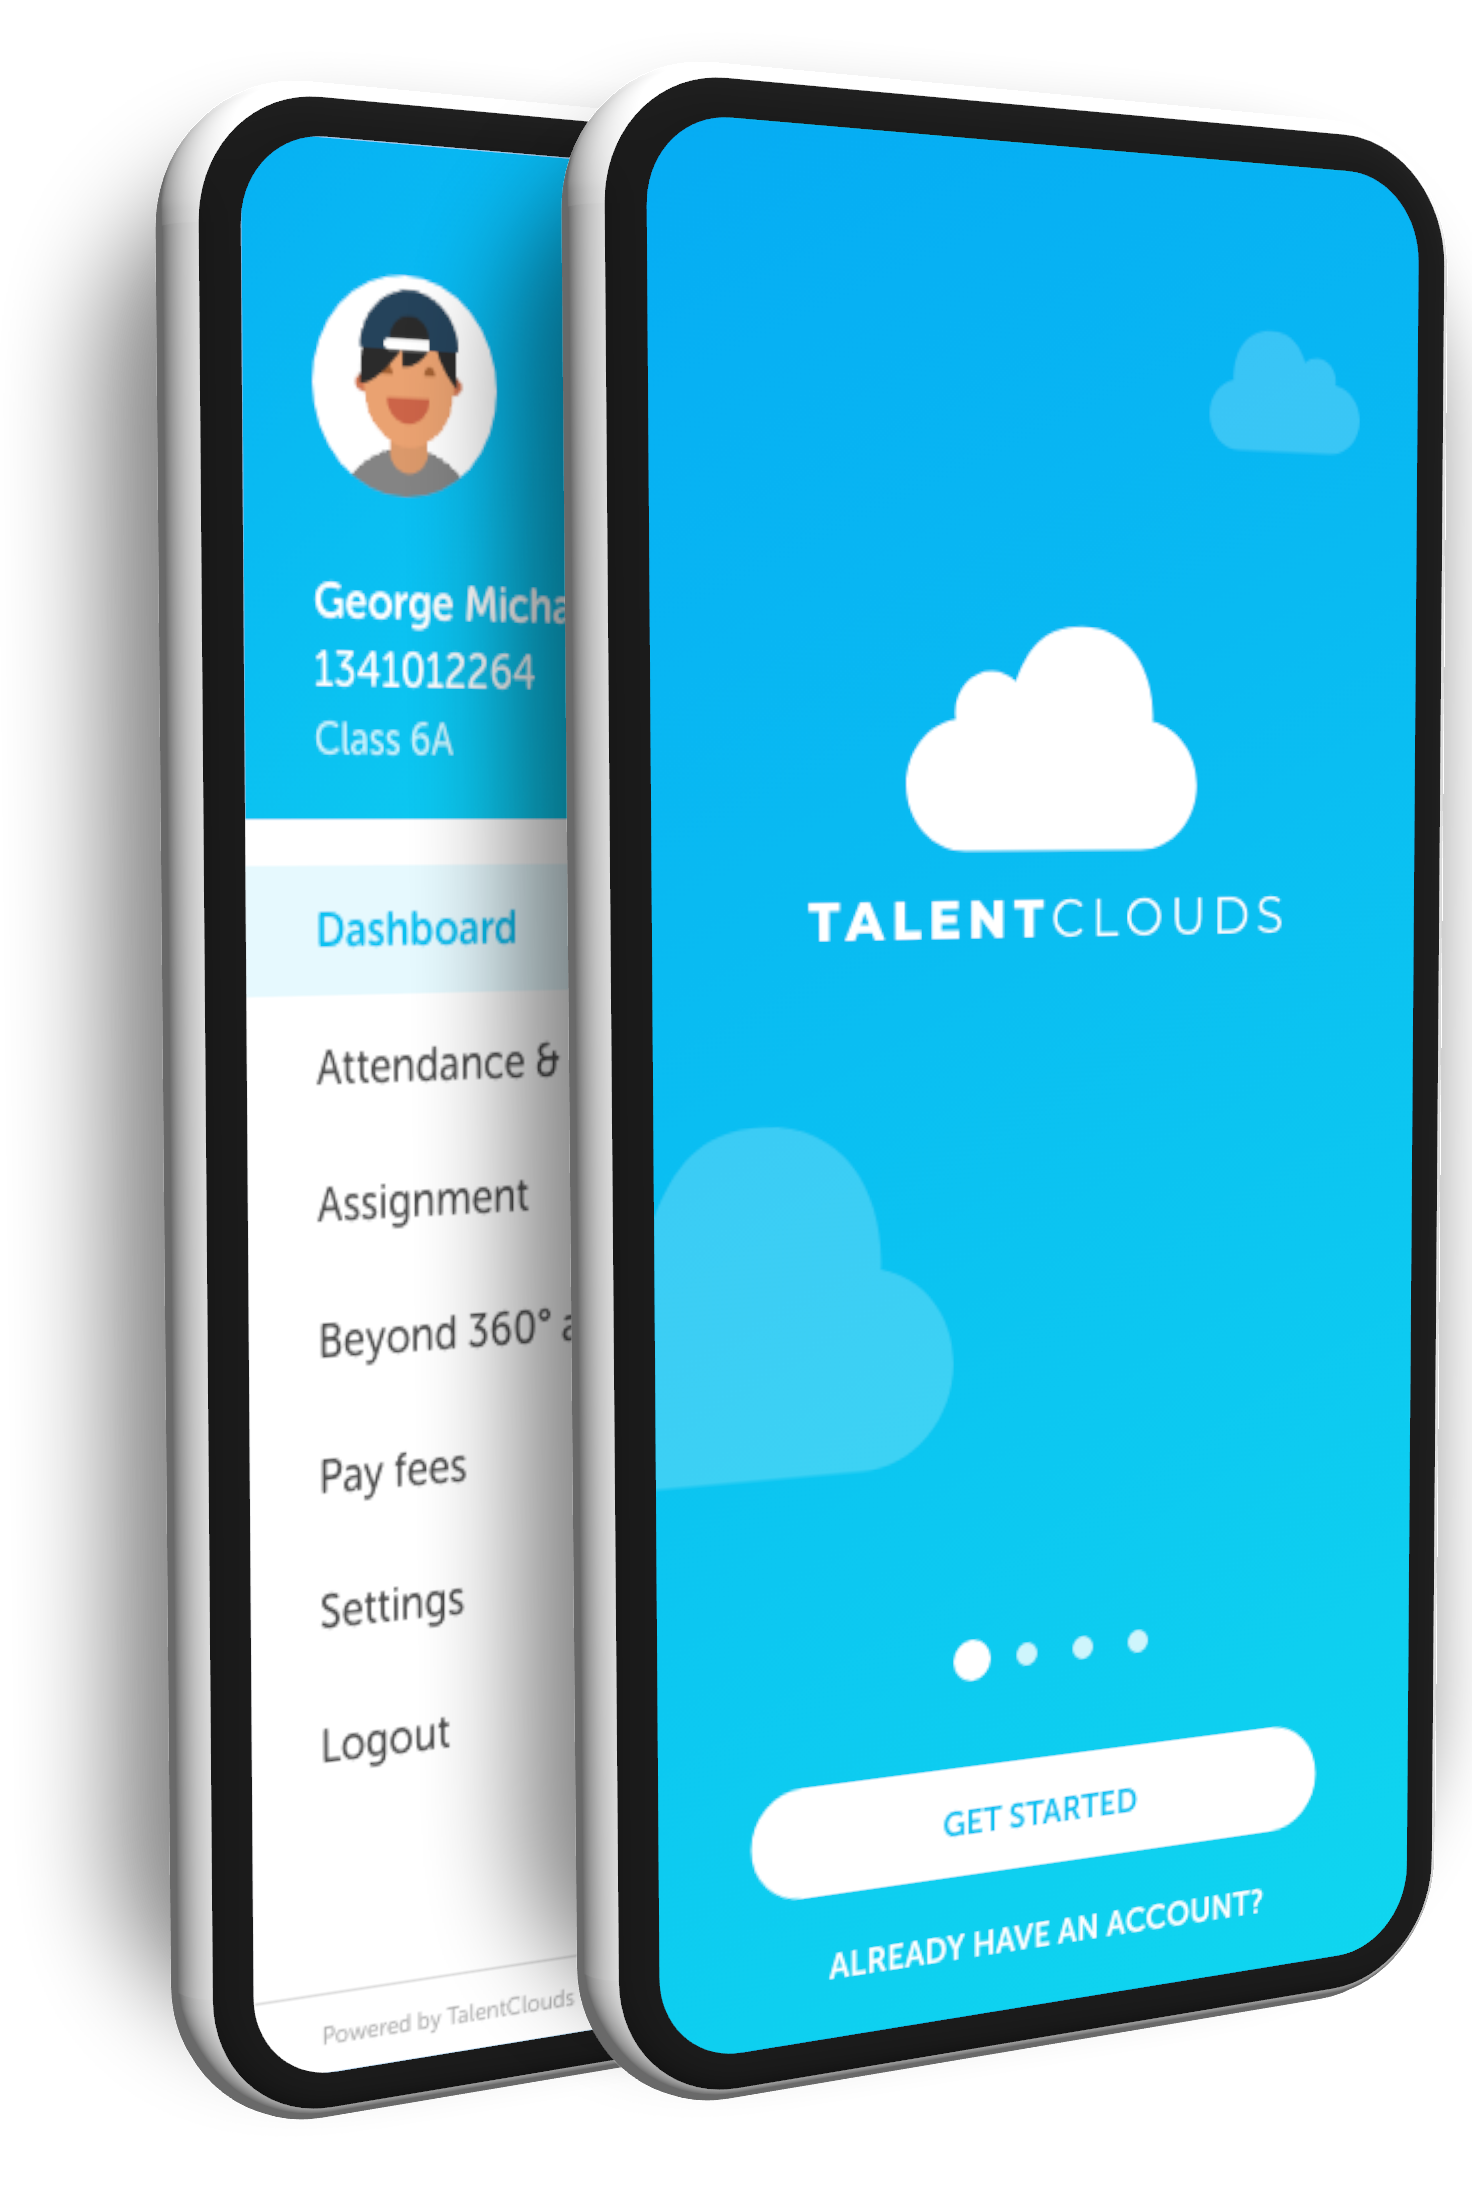 George Micha
1341012264
Class 6A
Dashboard
Attendance &
Assignment
Beyond 360°
Pay fees
Settings
Logout
Powered by TalentClouds
TALENTCLOUDS
GET STARTED
ALREADY HAVE AN ACCOUNT?